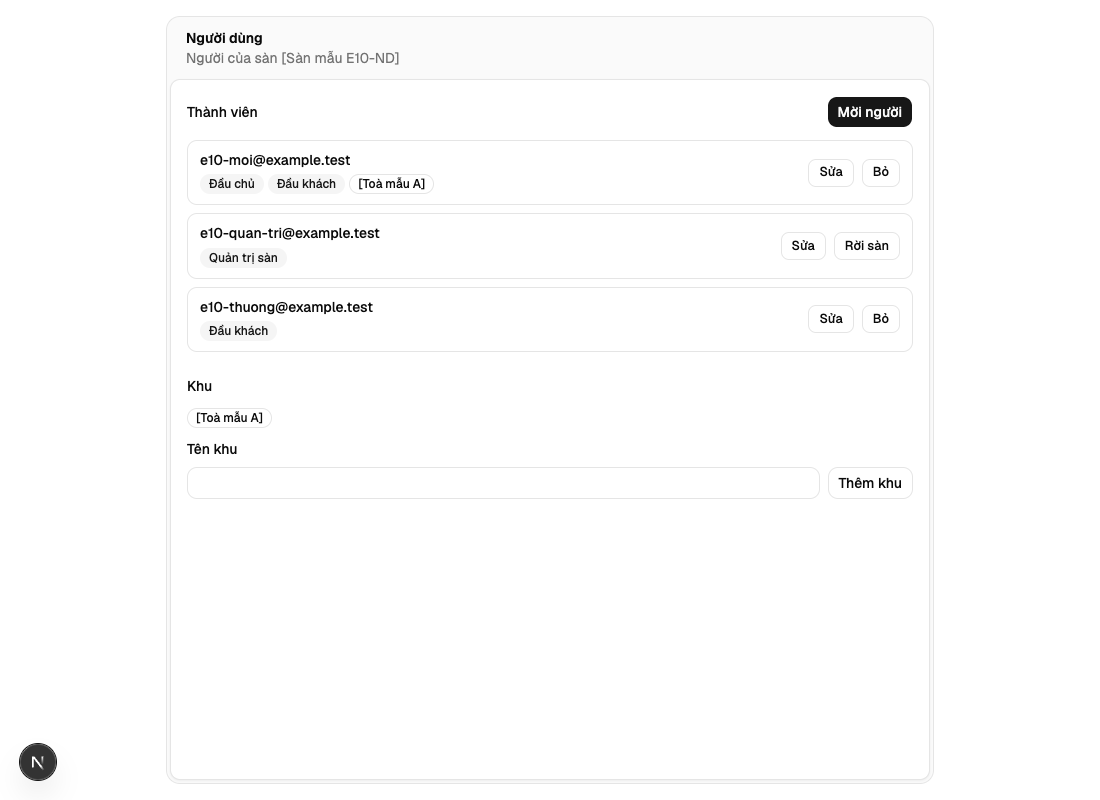 Người dùng
Người của sàn [Sàn mẫu E10-ND]
Thành viên
Mời người
e10-moi@example.test
Đầu chủ
Đầu khách
[Toà mẫu A]
Sửa
Bỏ
e10-quan-tri@example.test
Quản trị sàn
Sửa
Rời sàn
e10-thuong@example.test
Đầu khách
Sửa
Bỏ
Khu
[Toà mẫu A]
Tên khu
Thêm khu
N